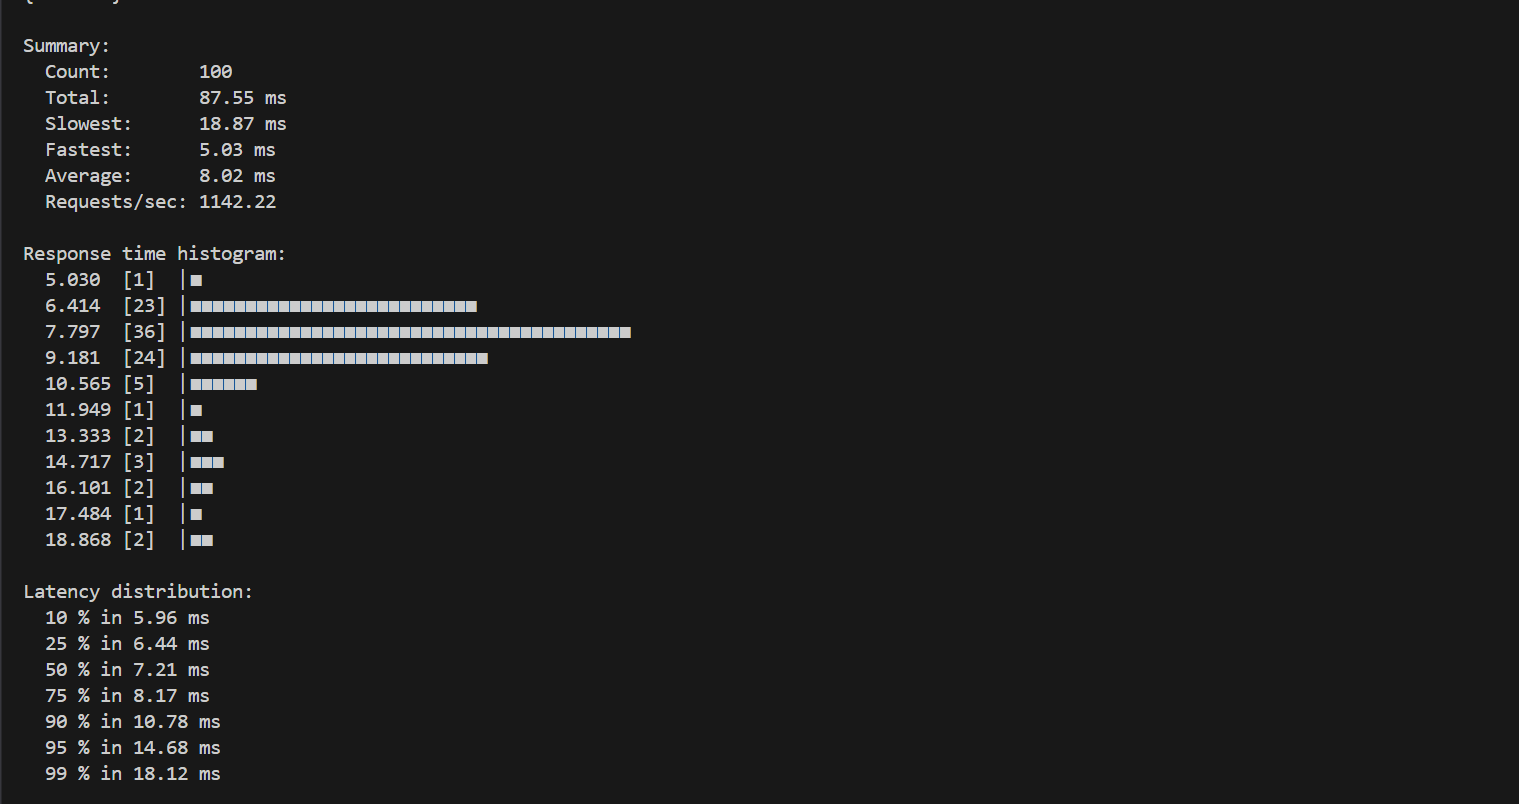 Summary:
  Count:        100
  Total:        87.55 ms
  Slowest:      18.87 ms
  Fastest:      5.03 ms
  Average:      8.02 ms
  Requests/sec: 1142.22
Response time histogram:
  5.030  [1]  |■
  6.414  [23] |■■■■■■■■■■■■■■■■■■■■■■■■■■
  7.797  [36] |■■■■■■■■■■■■■■■■■■■■■■■■■■■■■■■■■■■■■■■■
  9.181  [24] |■■■■■■■■■■■■■■■■■■■■■■■■■■■
  10.565 [5]  |■■■■■■
  11.949 [1]  |■
  13.333 [2]  |■■
  14.717 [3]  |■■■
  16.101 [2]  |■■
  17.484 [1]  |■
  18.868 [2]  |■■
Latency distribution:
  10 % in 5.96 ms
  25 % in 6.44 ms
  50 % in 7.21 ms
  75 % in 8.17 ms
  90 % in 10.78 ms
  95 % in 14.68 ms
  99 % in 18.12 ms